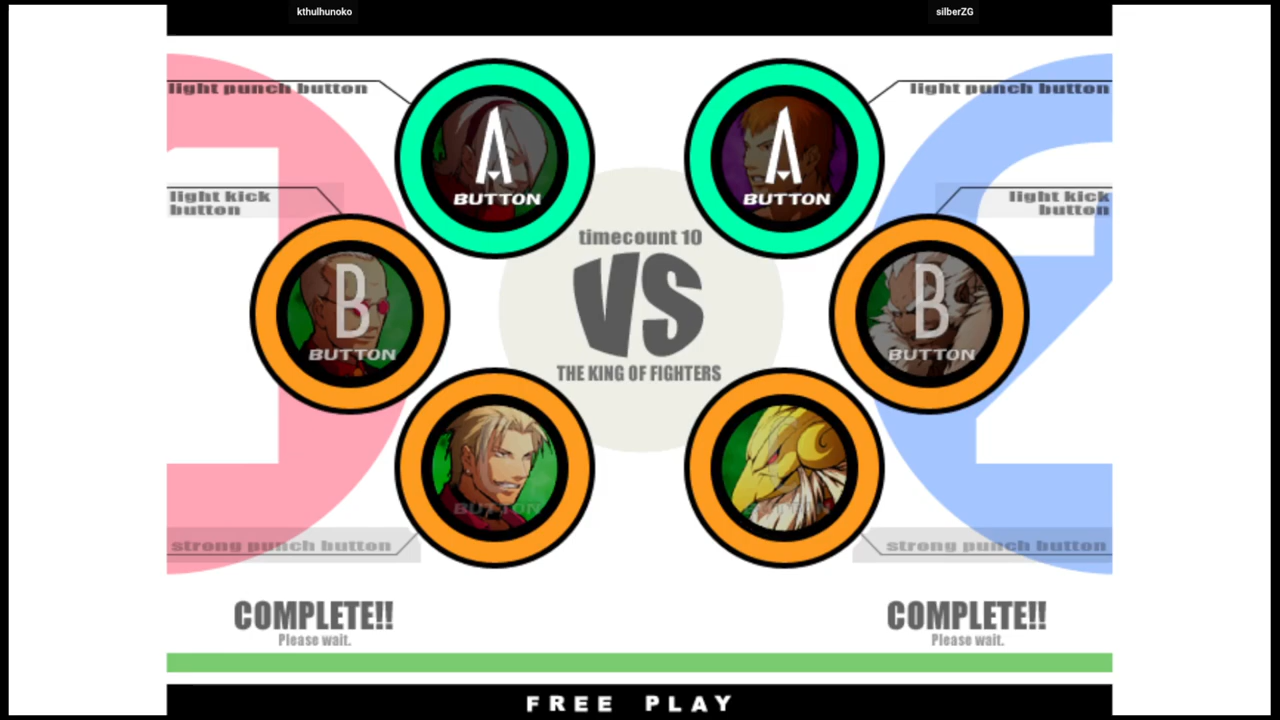 kthulhunoko
silberZG
light punch button
light punch button
A
BUTTON
A
BUTTON
light kick
button
light kick
button
timecount 10
VS
THE KING OF FIGHTERS
B
BUTTON
B
BUTTON
BUTTON
BUTTON
strong punch button
strong punch button
COMPLETE!!
Please wait.
COMPLETE!!
Please wait.
FREE PLAY